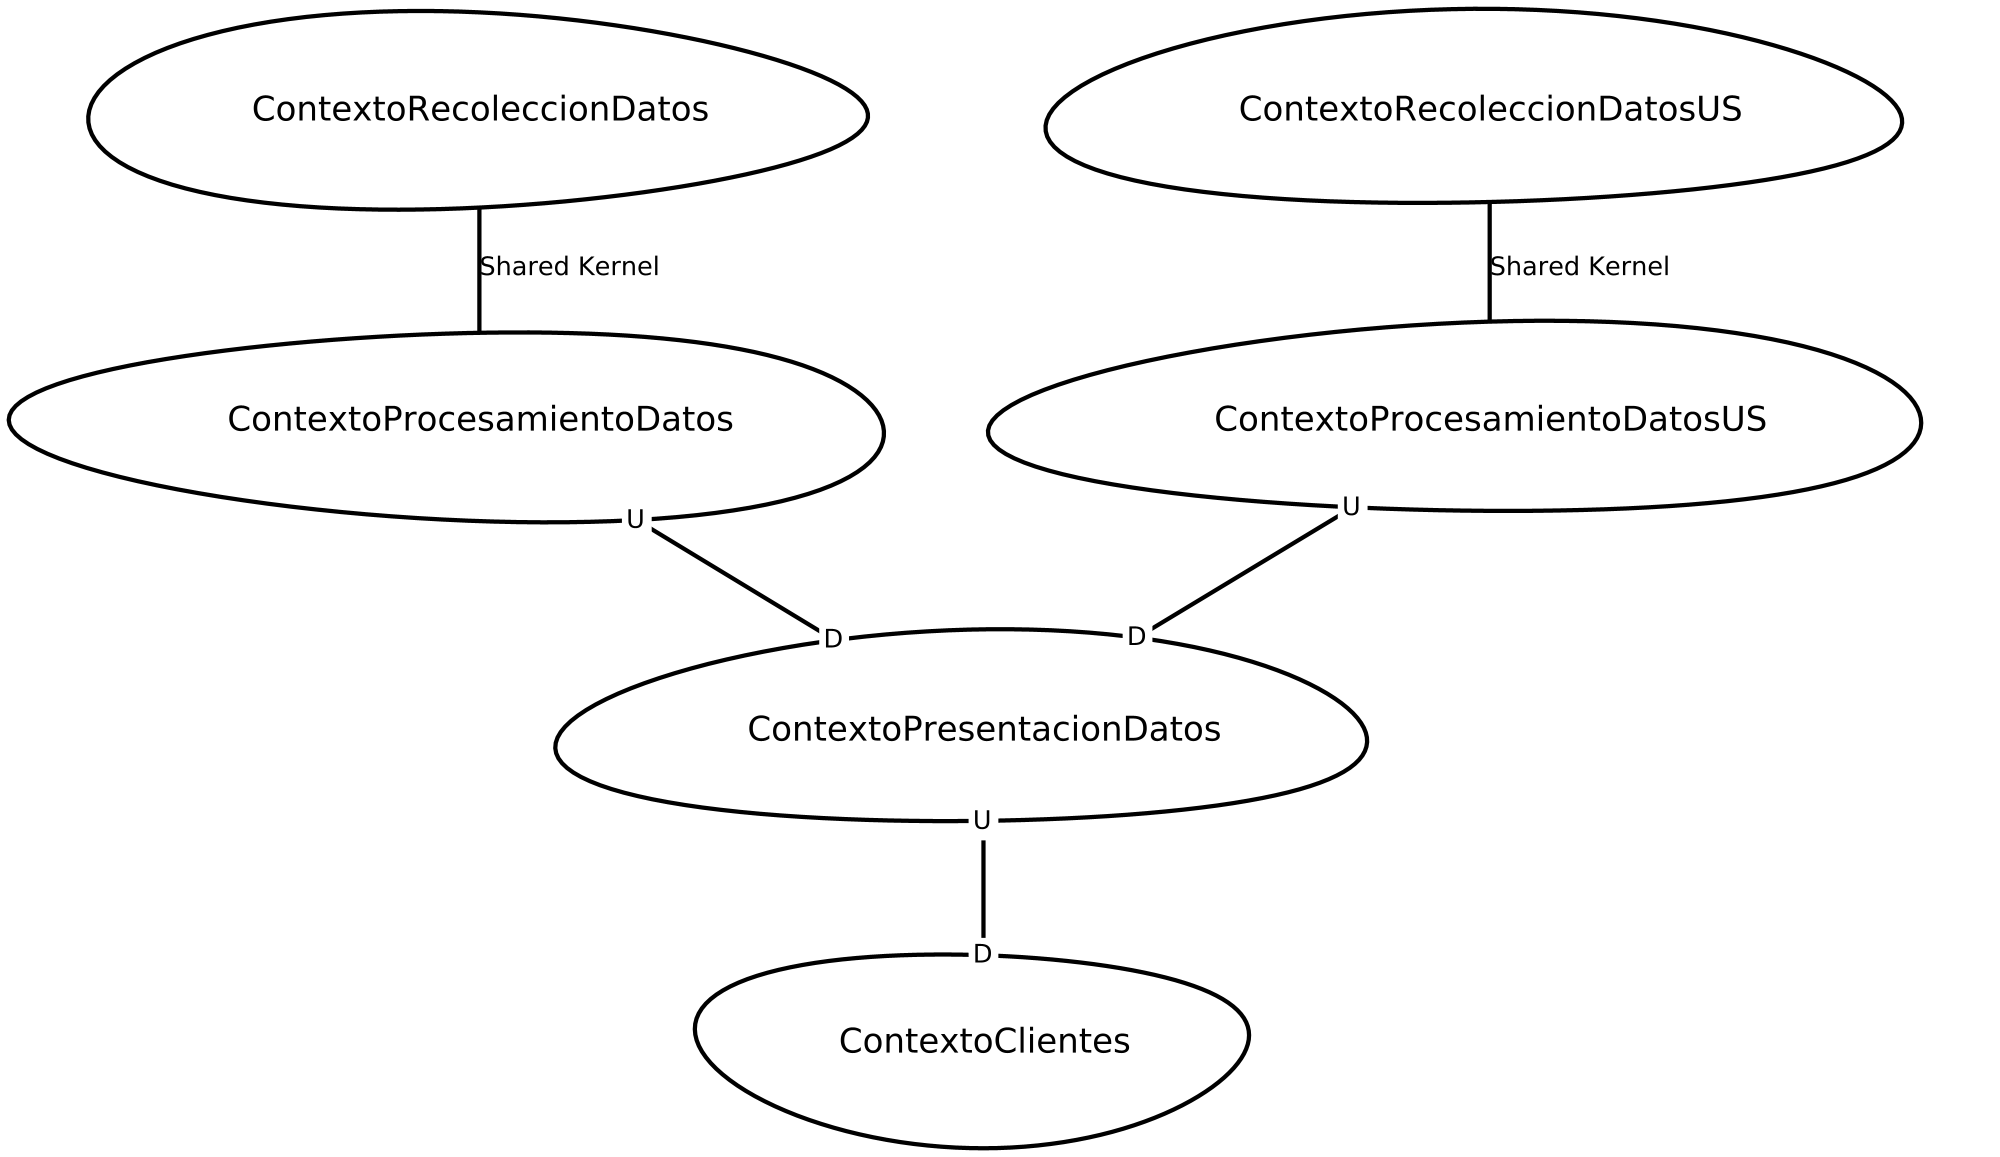 ContextoRecoleccionDatos
ContextoRecoleccionDatosUS
Shared Kernel
Shared Kernel
ContextoProcesamientoDatos
ContextoProcesamientoDatosUS
U
U
D
D
ContextoPresentacionDatos
U
D
ContextoClientes